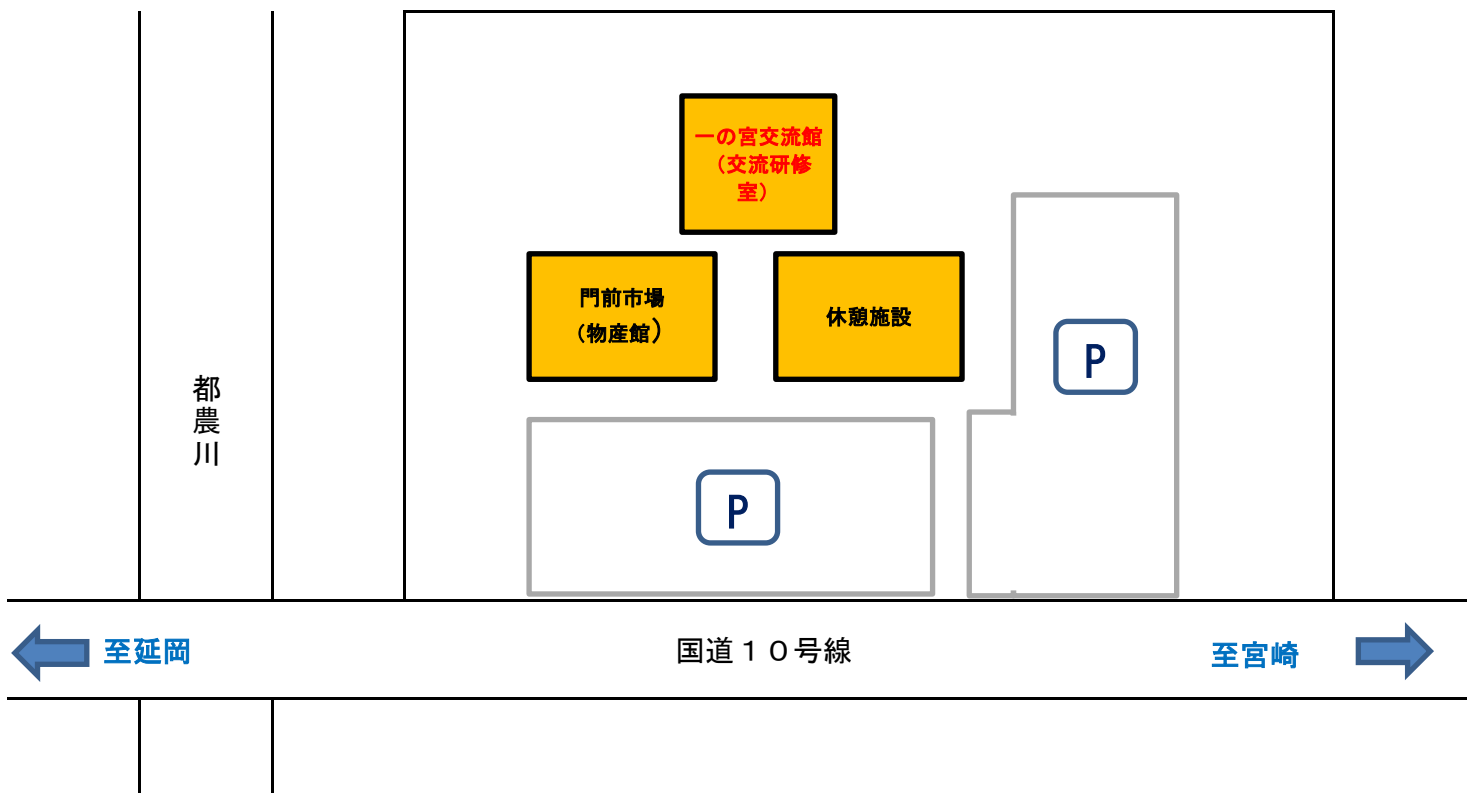 一の宮交流館
（交流研修
室）
門前市場
（物産館）
休憩施設
P
都農川
P
至延岡
国道１０号線
至宮崎